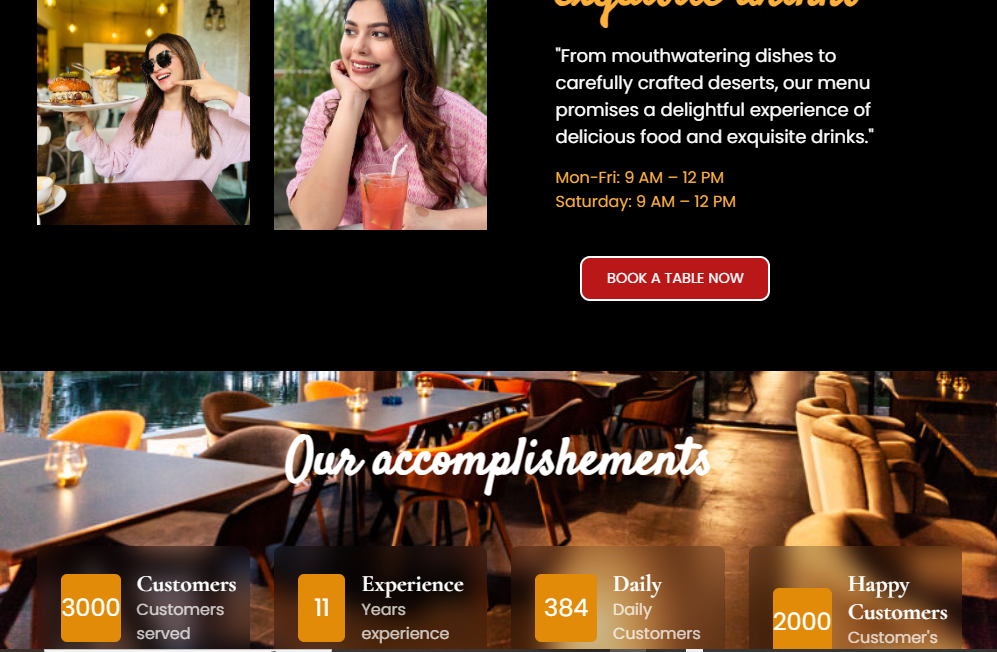 exquisite drinks
"From mouthwatering dishes to
carefully crafted deserts, our menu
promises a delightful experience of
delicious food and exquisite drinks."
Mon-Fri: 9 AM – 12 PM
Saturday: 9 AM – 12 PM
BOOK A TABLE NOW
Our accomplishements
3000
Customers
Customers
served
11
Experience
Years
experience
384
Daily
Daily
Customers
2000
Happy
Customers
Customer's